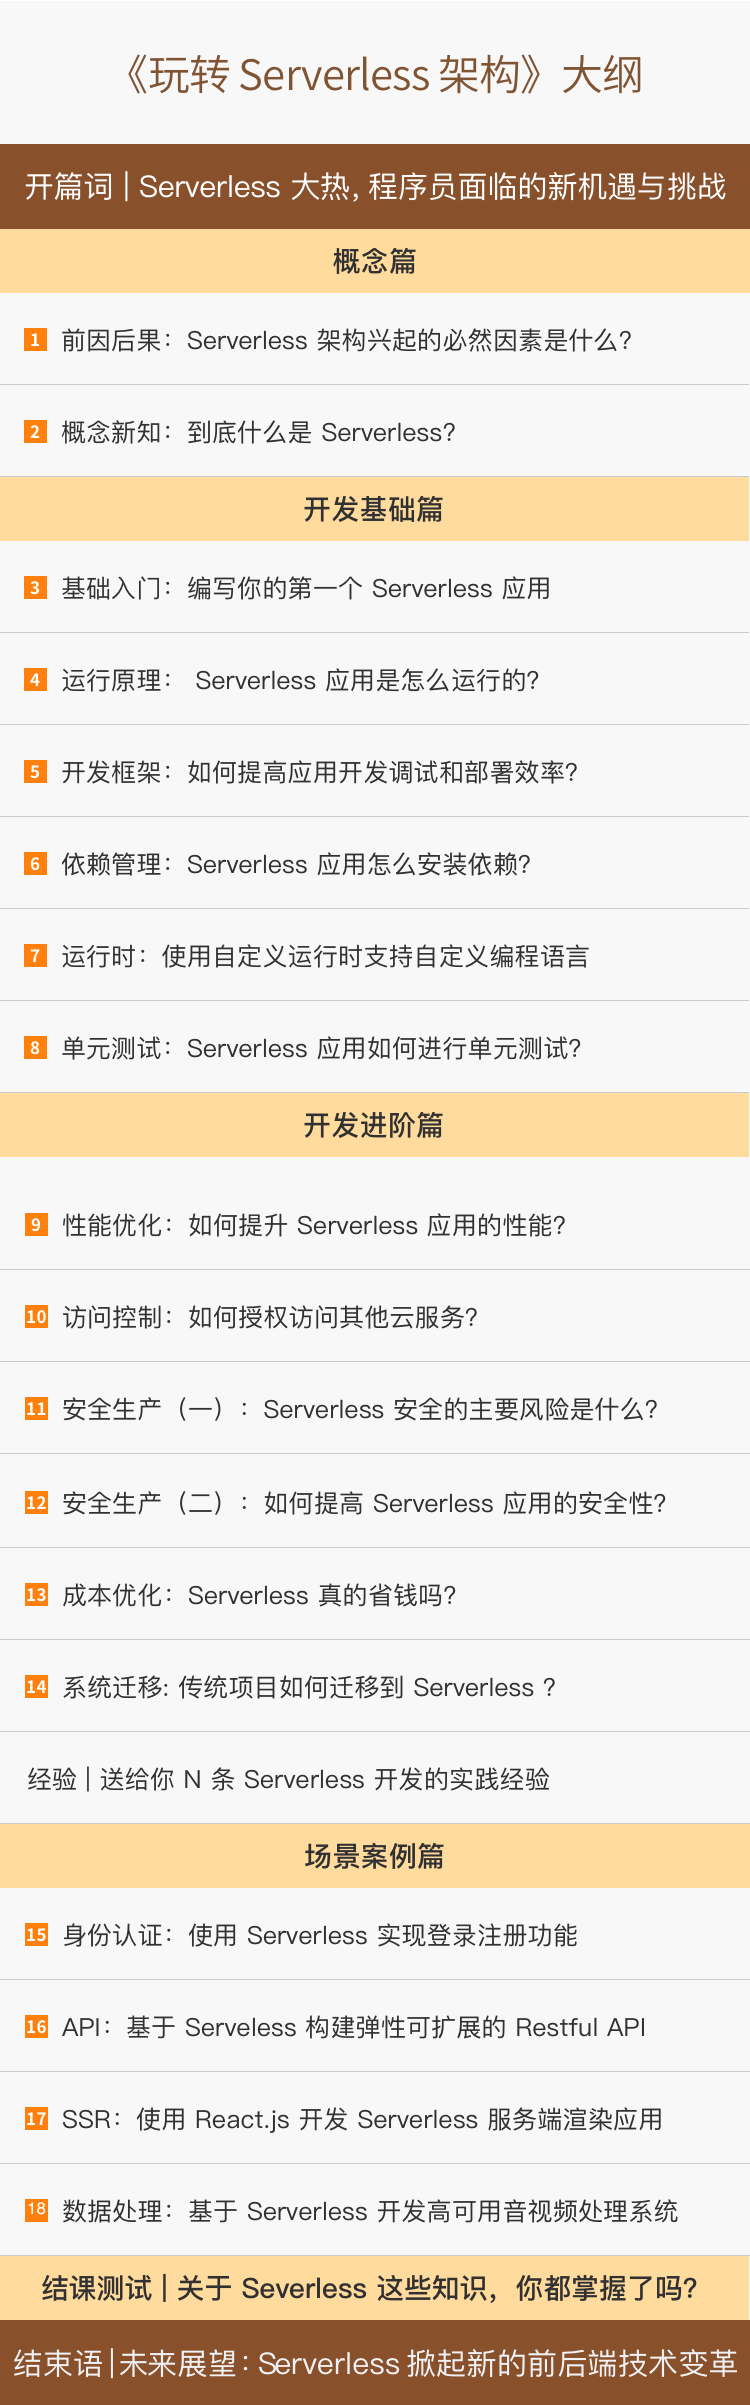 《玩转 Serverless 架构》大纲
开篇词 | Serverless 大热, 程序员面临的新机遇与挑战
概念篇
1 前因后果：Serverless 架构兴起的必然因素是什么?
2 概念新知：到底什么是 Serverless?
开发基础篇
3 基础入门：编写你的第一个 Serverless 应用
4 运行原理： Serverless 应用是怎么运行的?
5 开发框架：如何提高应用开发调试和部署效率?
6 依赖管理：Serverless 应用怎么安装依赖?
7 运行时：使用自定义运行时支持自定义编程语言
8 单元测试：Serverless 应用如何进行单元测试?
开发进阶篇
9 性能优化：如何提升 Serverless 应用的性能?
10 访问控制：如何授权访问其他云服务?
11 安全生产（一）：Serverless 安全的主要风险是什么?
12 安全生产（二）：如何提高 Serverless 应用的安全性?
13 成本优化：Serverless 真的省钱吗?
14 系统迁移: 传统项目如何迁移到 Serverless ？
经验 | 送给你 N 条 Serverless 开发的实践经验
场景案例篇
15 身份认证：使用 Serverless 实现登录注册功能
16 API：基于 Serveless 构建弹性可扩展的 Restful API
17 SSR：使用 React.js 开发 Serverless 服务端渲染应用
18 数据处理：基于 Serverless 开发高可用音视频处理系统
结课测试 | 关于 Severless 这些知识，你都掌握了吗?
结束语|未来展望：Serverless 掀起新的前后端技术变革